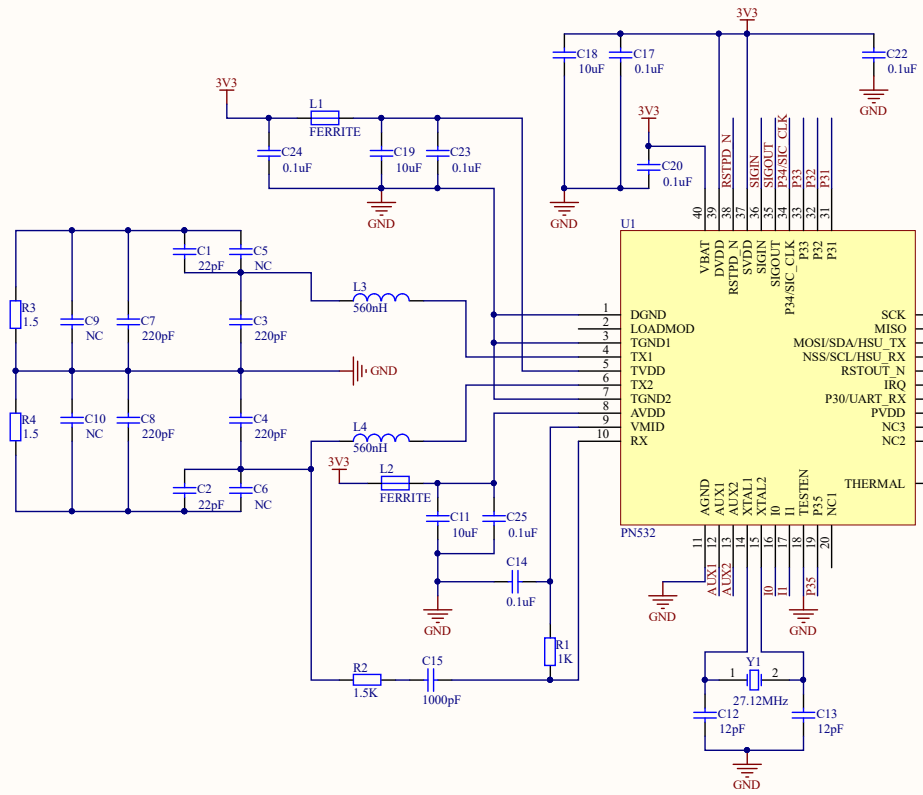 3V3
C18
10uF
C17
0.1uF
C22
0.1uF
GND
3V3
L1
FERRITE
C24
0.1uF
C19
10uF
C23
0.1uF
GND
3V3
C20
0.1uF
GND
RSTPD_N
SIGIN
SIGOUT
P34/SIC_CLK
P33
P32
P31
40
39
38
37
36
35
34
33
32
31
U1
VBAT
DVDD
RSTPD_N
SVDD
SIGIN
SIGOUT
P34/SIC_CLK
P33
P32
P31
C1
22pF
C5
NC
L3
560nH
R3
1.5
C9
NC
C7
220pF
C3
220pF
GND
R4
1.5
C10
NC
C8
220pF
C4
220pF
L4
560nH
C2
22pF
C6
NC
1 DGND
2 LOADMOD
3 TGND1
4 TX1
5 TVDD
6 TX2
7 TGND2
8 AVDD
9 VMID
10 RX
SCK
MISO
MOSI/SDA/HSU_TX
NSS/SCL/HSU_RX
RSTOUT_N
IRQ
P30/UART_RX
PVDD
NC3
NC2
THERMAL
3V3
L2
FERRITE
C11
10uF
C25
0.1uF
C14
0.1uF
GND
AGND
AUX1
AUX2
XTAL1
XTAL2
I0
I1
TESTEN
P35
NC1
PN532
11
12
13
14
15
16
17
18
19
20
AUX1
AUX2
I0
I1
P35
GND
GND
R1
1K
R2
1.5K
C15
1000pF
Y1
1 2
27.12MHz
C12
12pF
C13
12pF
GND